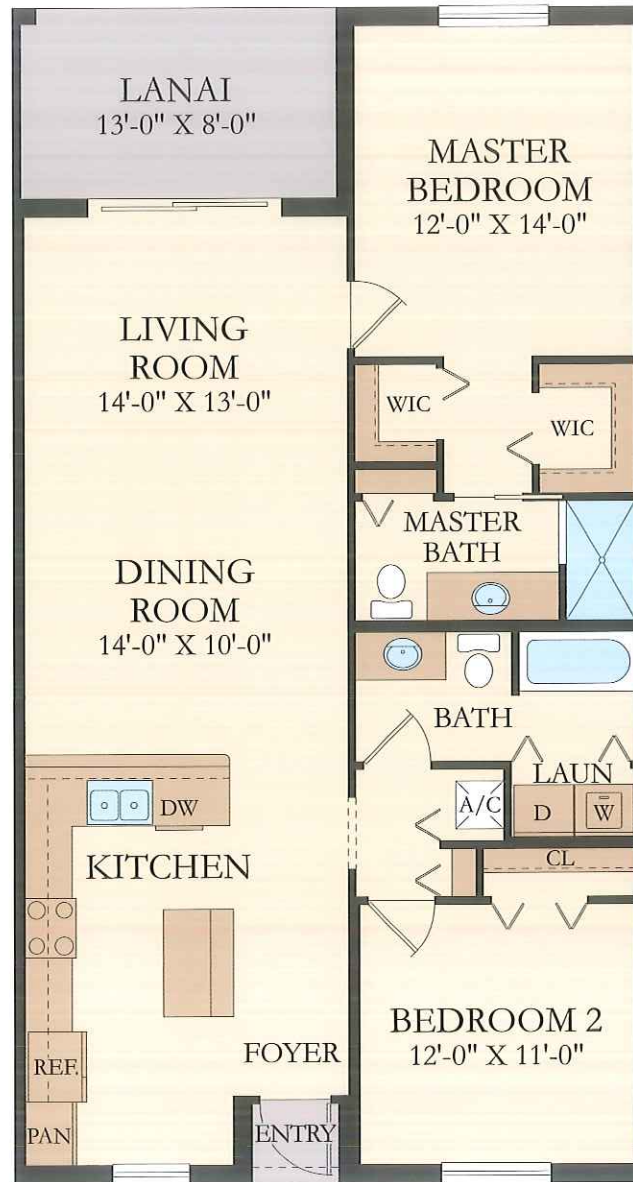 LANAI
13'-0" X 8'-0"
MASTER
BEDROOM
12'-0" X 14'-0"
LIVING
ROOM
14'-0" X 13'-0"
WIC
WIC
MASTER
BATH
DINING
ROOM
14'-0" X 10'-0"
BATH
LAUN
A/C
D
W
DW
KITCHEN
CL
BEDROOM 2
12'-0" X 11'-0"
FOYER
REF.
PAN
ENTRY